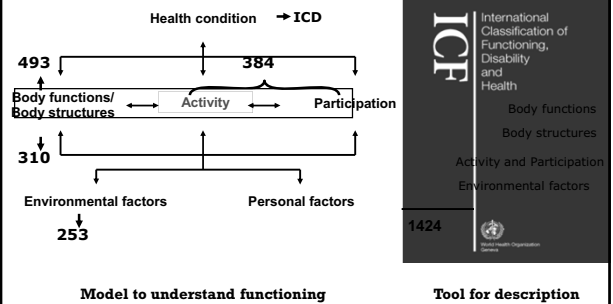 Health condition → ICD
493
384
Body functions/
Body structures
Activity
Participation
310
Environmental factors
Personal factors
253
Model to understand functioning
ICF
International
Classification of
Functioning,
Disability
and
Health
Body functions
Body structures
Activity and Participation
Environmental factors
1424
World Health Organization
Geneva
Tool for description